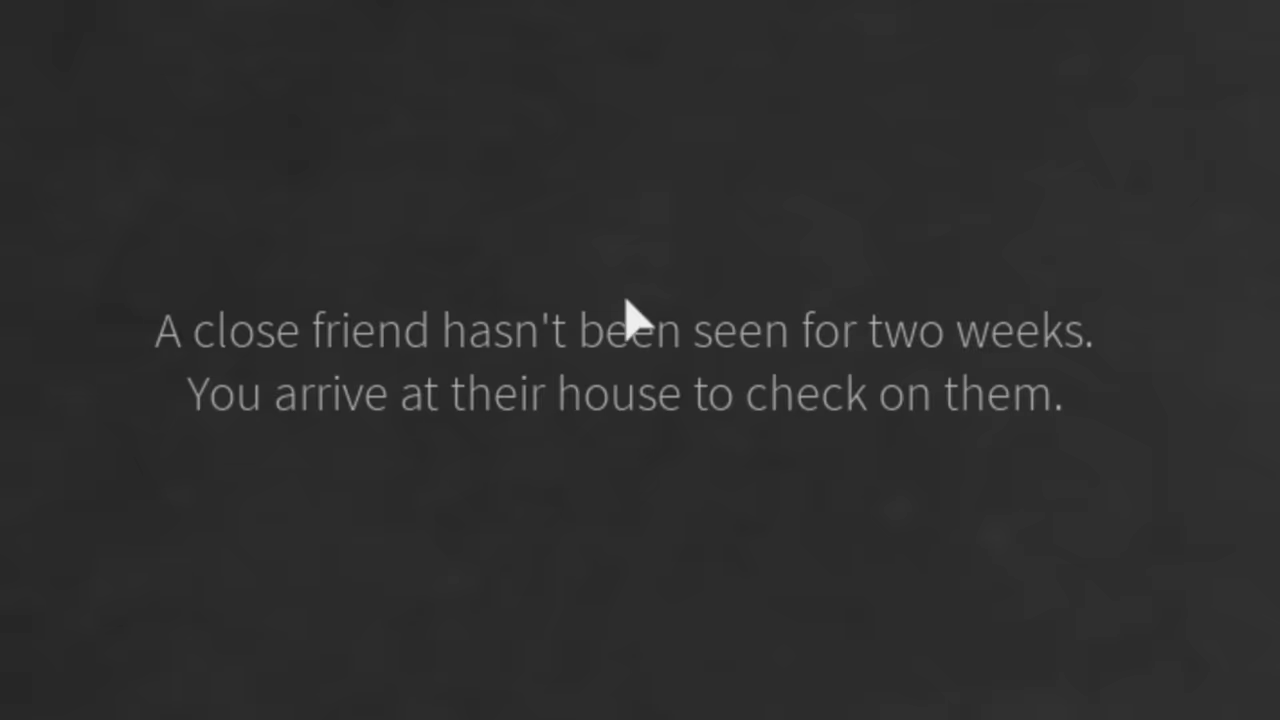 A close friend hasn't been seen for two weeks.
You arrive at their house to check on them.